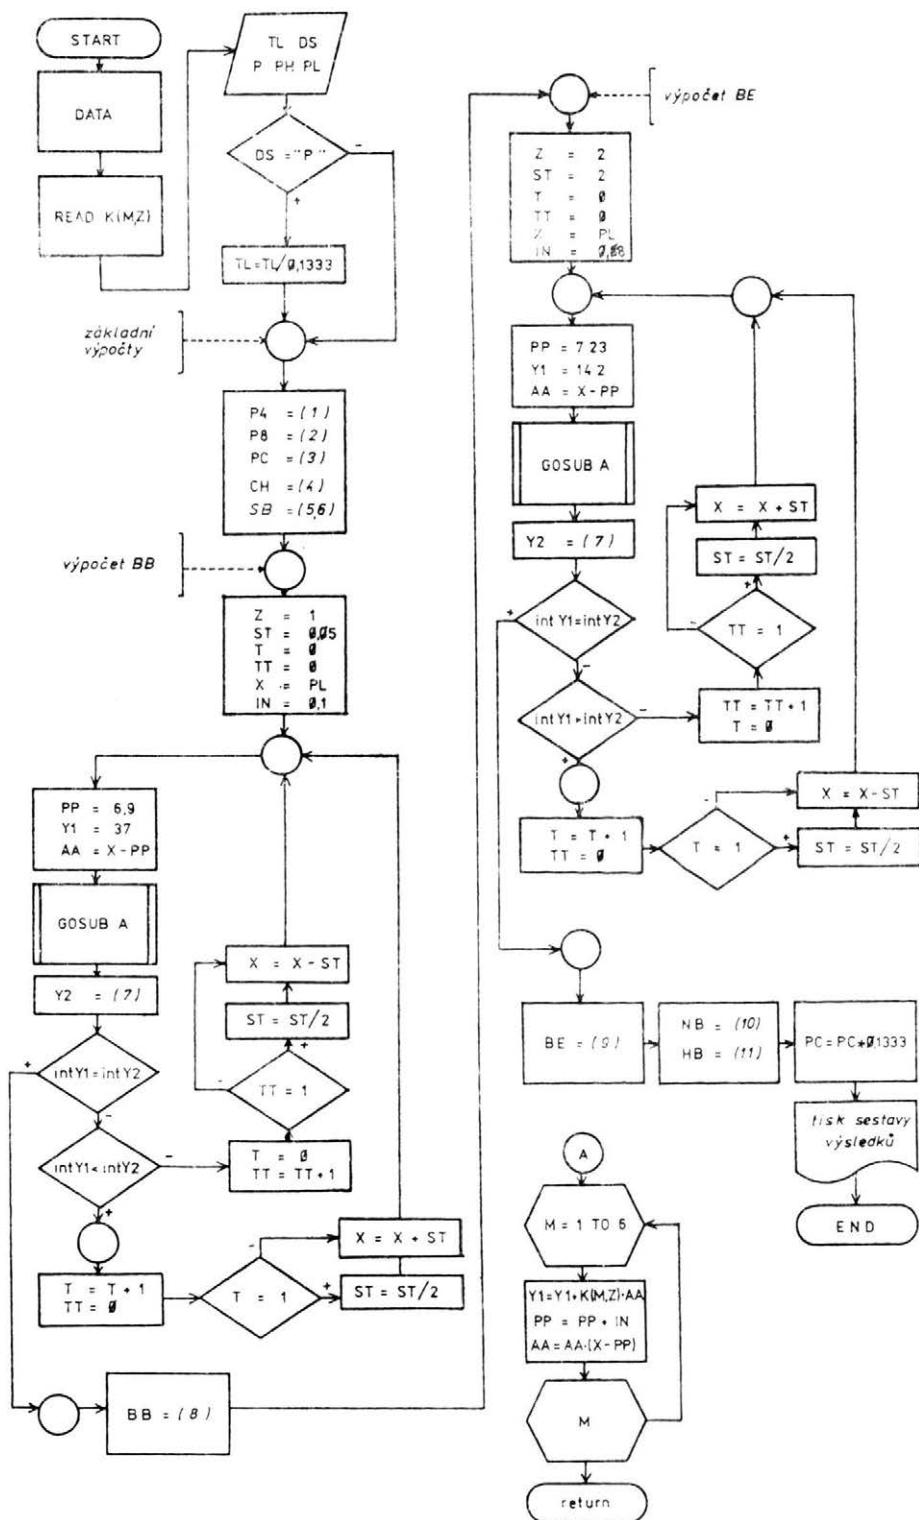 START
DATA
READ K(M,Z)
TL DS
P PH PL
DS = "P"
-
+
TL=TL/0,1333
základní
výpočty
P4 = (1)
P8 = (2)
PC = (3)
CH = (4)
SB = (5,6)
výpočet BB
Z = 1
ST = 0,05
T = 0
TT = 0
X = PL
IN = 0,1
PP = 6,9
Y1 = 37
AA = X-PP
GOSUB A
Y2 = (7)
+
int Y1=int Y2
-
int Y1<int Y2
-
+
T = T + 1
TT = 0
T = 1
-
+
ST = ST/2
X = X + ST
T = 0
TT = TT+1
TT = 1
-
+
ST = ST/2
X = X-ST
BB = (8)
výpočet BE
Z = 2
ST = 2
T = 0
TT = 0
X = PL
PP = 7,23
Y1 = 14,2
AA = X-PP
GOSUB A
Y2 = (7)
+
int Y1=int Y2
-
-
+
T = T + 1
TT = 0
T = 1
-
+
ST = ST/2
X = X-ST
TT = TT+1
T = 0
TT = 1
-
+
ST = ST/2
X = X + ST
BE = (9)
NB = (10)
HB = (11)
PC=PC*0,1333
tisk sestavy
výsledků
END
A
M = 1 TO 6
Y1=Y1+K(M,Z)·AA
PP = PP + IN
AA=AA·(X-PP)
M
return